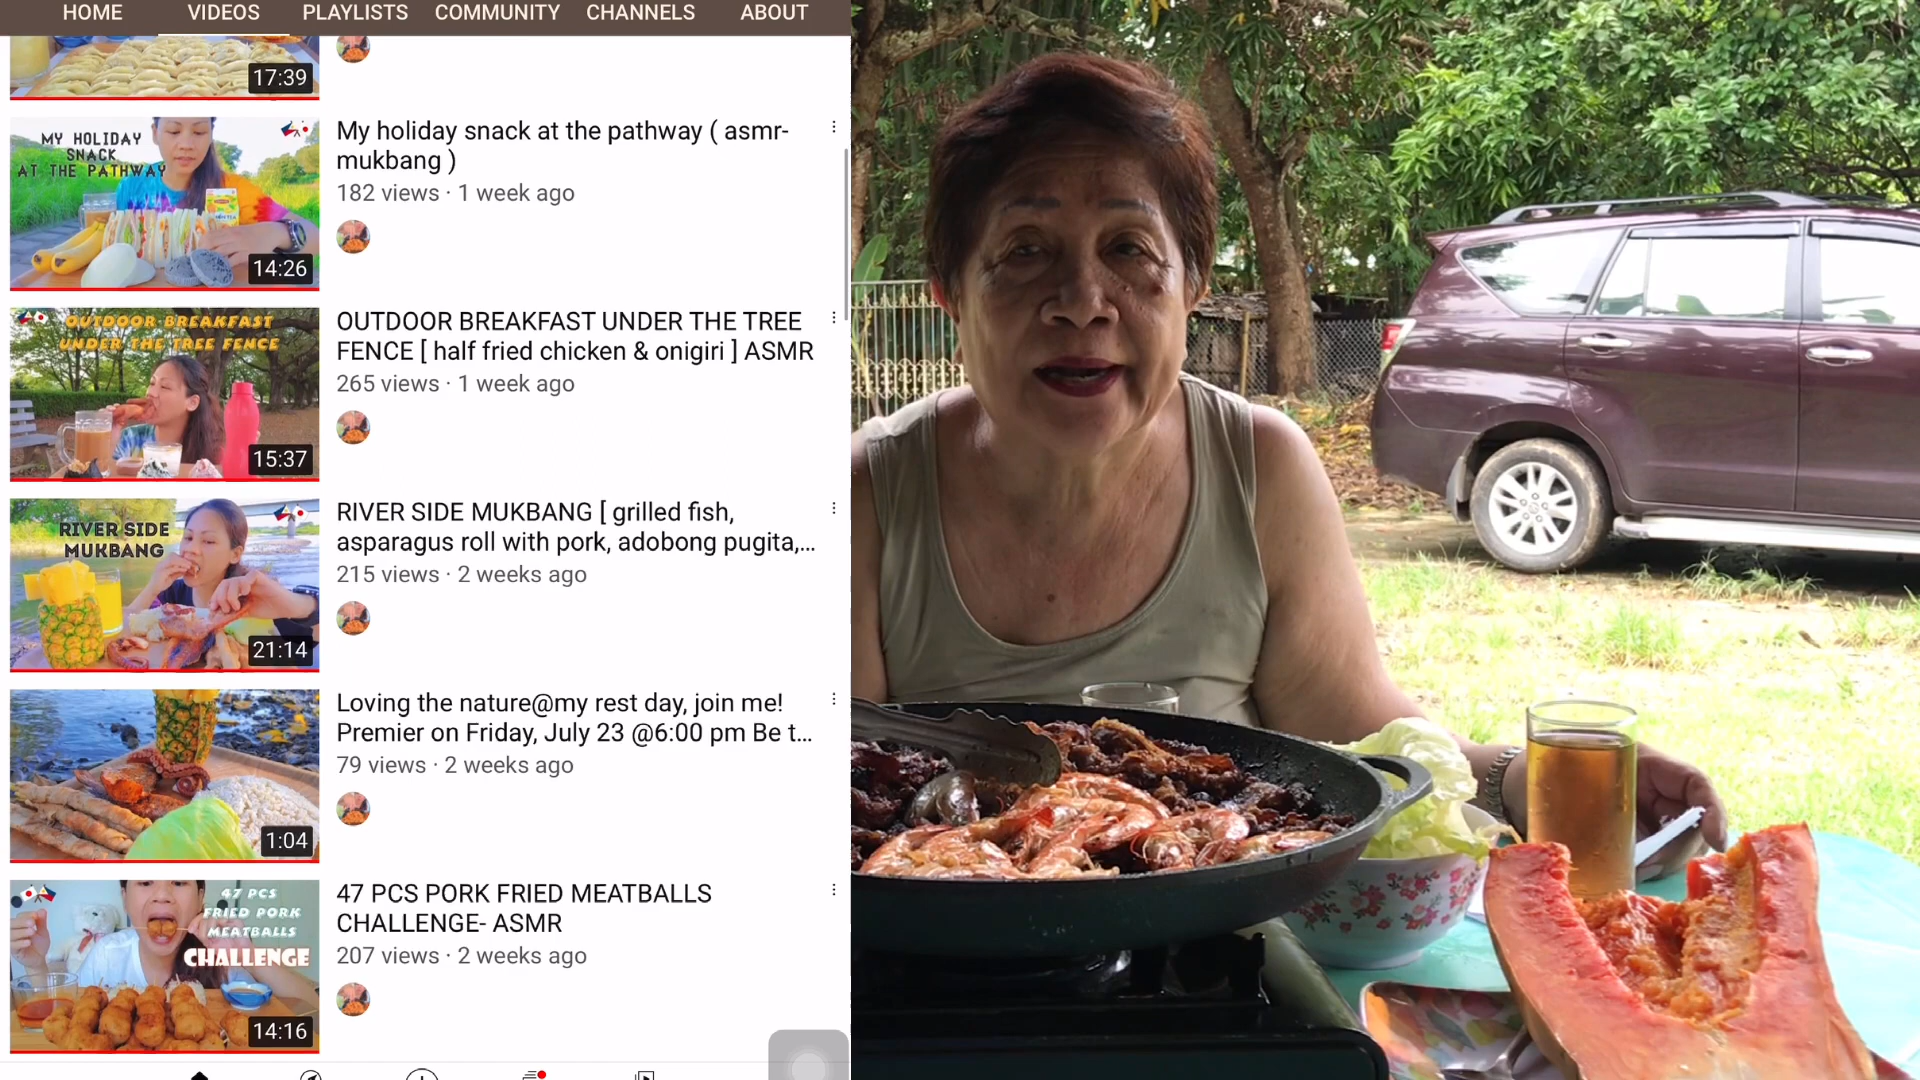 HOME VIDEOS PLAYLISTS COMMUNITY CHANNELS ABOUT
17:39
MY HOLIDAY
SNACK
AT THE PATHWAY
14:26
My holiday snack at the pathway ( asmr-
mukbang )
182 views · 1 week ago
OUTDOOR BREAKFAST
UNDER THE TREE FENCE
15:37
OUTDOOR BREAKFAST UNDER THE TREE
FENCE [ half fried chicken & onigiri ] ASMR
265 views · 1 week ago
RIVER SIDE
MUKBANG
21:14
RIVER SIDE MUKBANG [ grilled fish,
asparagus roll with pork, adobong pugita,...
215 views · 2 weeks ago
1:04
Loving the nature@my rest day, join me!
Premier on Friday, July 23 @6:00 pm Be t...
79 views · 2 weeks ago
47 PCS
FRIED PORK
MEATBALLS
CHALLENGE
14:16
47 PCS PORK FRIED MEATBALLS
CHALLENGE- ASMR
207 views · 2 weeks ago